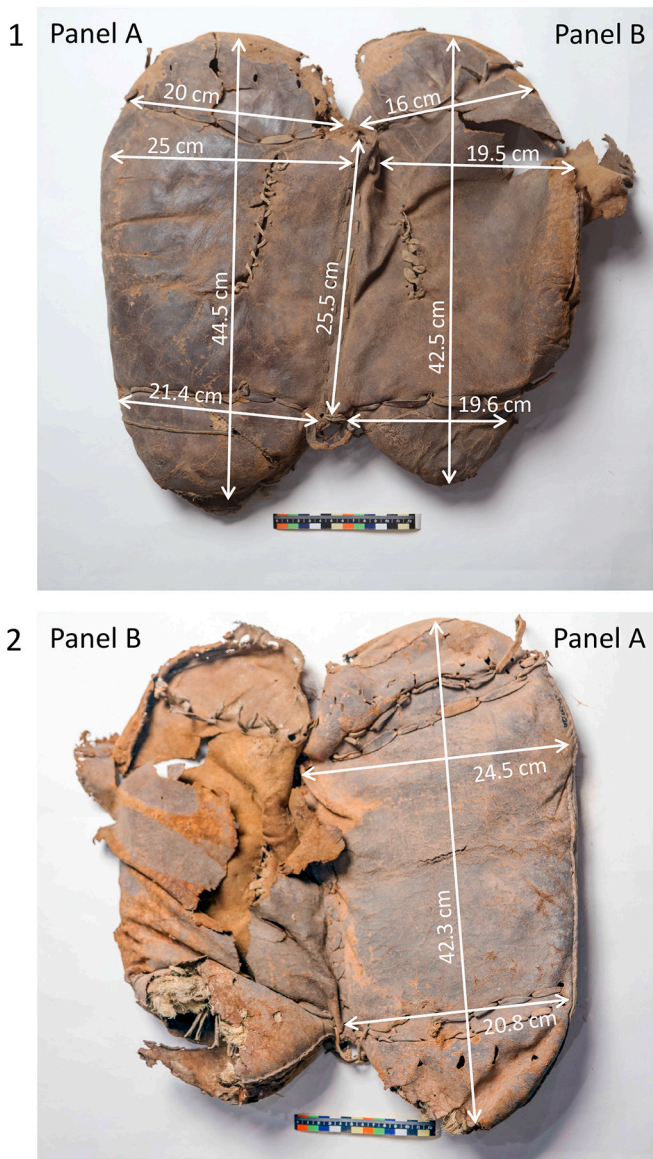 1 Panel A Panel B
20 cm 16 cm
25 cm 19.5 cm
44.5 cm 25.5 cm 42.5 cm
21.4 cm 19.6 cm
2 Panel B Panel A
24.5 cm
42.3 cm
20.8 cm